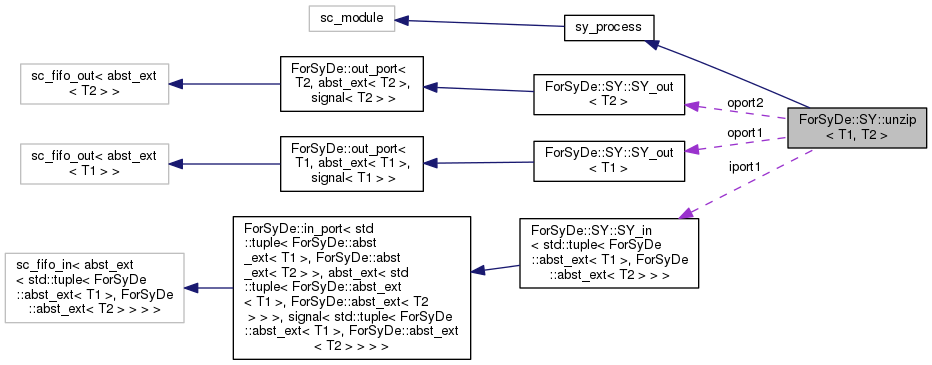 sc_module
sy_process
sc_fifo_out< abst_ext
< T2 > >
ForSyDe::out_port<
T2, abst_ext< T2 >,
signal< T2 > >
ForSyDe::SY::SY_out
< T2 >
oport2
ForSyDe::SY::unzip
< T1, T2 >
sc_fifo_out< abst_ext
< T1 > >
ForSyDe::out_port<
T1, abst_ext< T1 >,
signal< T1 > >
ForSyDe::SY::SY_out
< T1 >
oport1
iport1
sc_fifo_in< abst_ext
< std::tuple< ForSyDe
::abst_ext< T1 >, ForSyDe
::abst_ext< T2 > > > >
ForSyDe::in_port< std
::tuple< ForSyDe::abst
_ext< T1 >, ForSyDe::abst
_ext< T2 > >, abst_ext< std
::tuple< ForSyDe::abst_ext
< T1 >, ForSyDe::abst_ext< T2
> > >, signal< std::tuple< ForSyDe
::abst_ext< T1 >, ForSyDe::abst_ext
< T2 > > > >
ForSyDe::SY::SY_in
< std::tuple< ForSyDe
::abst_ext< T1 >, ForSyDe
::abst_ext< T2 > > >